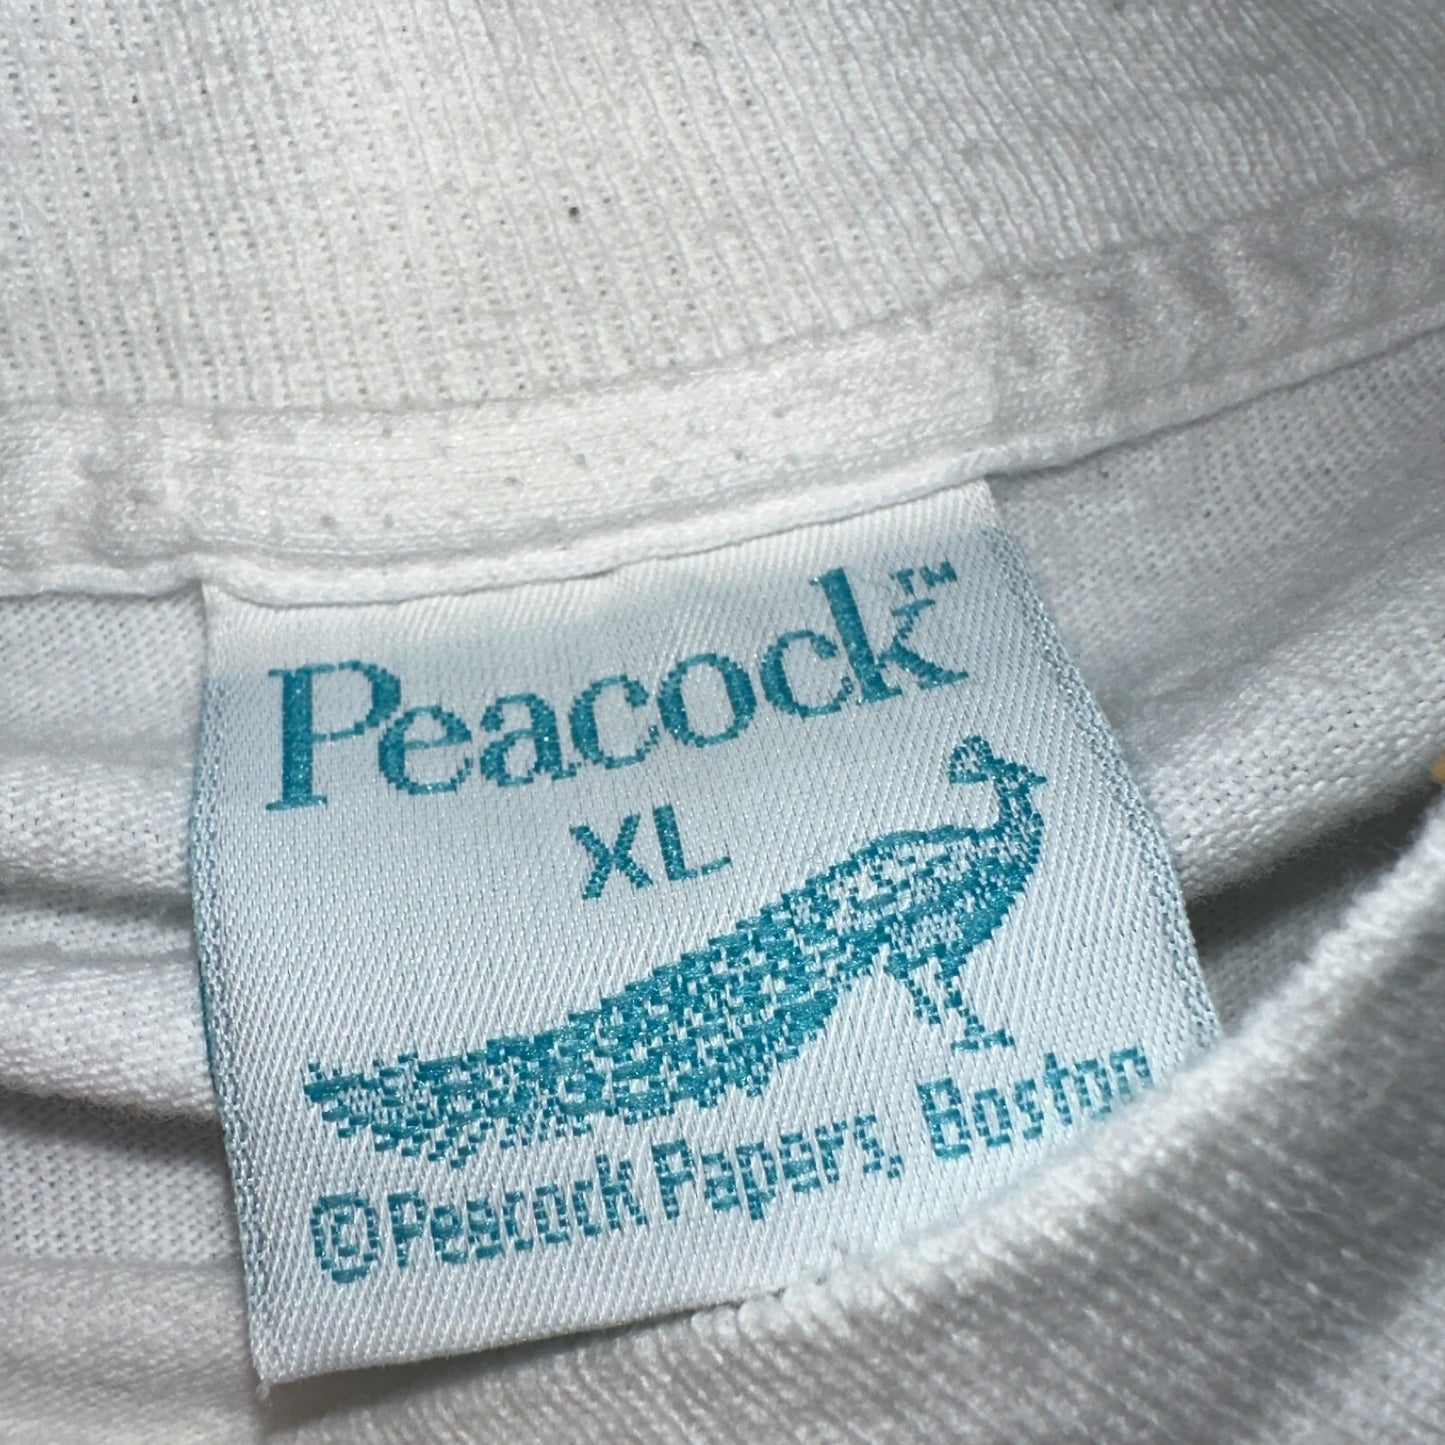 Peacock™
XL
©Peacock Papers, Boston